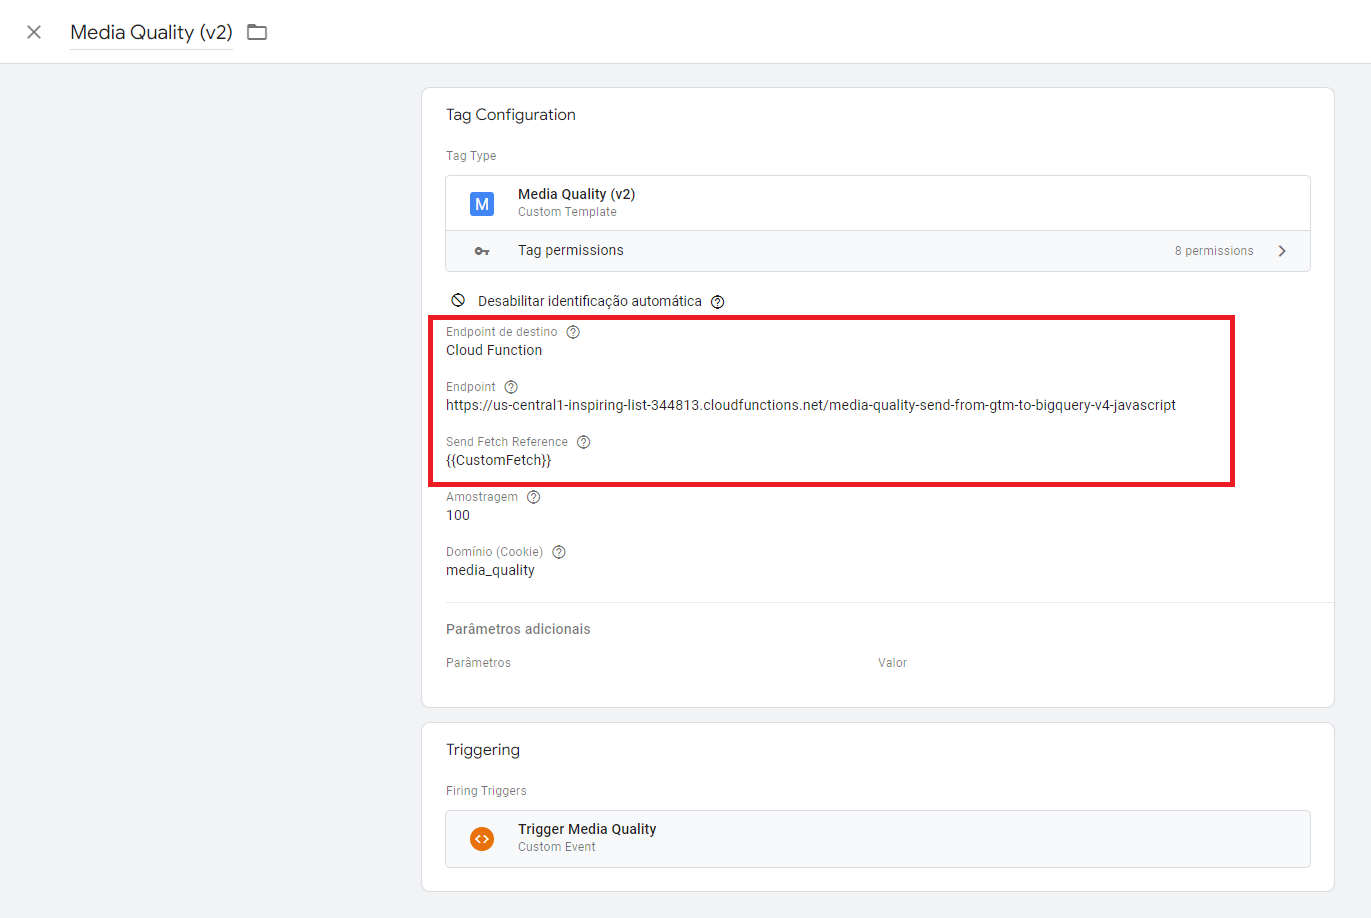 Media Quality (v2)
Tag Configuration
Tag Type
M
Media Quality (v2)
Custom Template
Tag permissions
8 permissions
Desabilitar identificação automática
Endpoint de destino
Cloud Function
Endpoint
https://us-central1-inspiring-list-344813.cloudfunctions.net/media-quality-send-from-gtm-to-bigquery-v4-javascript
Send Fetch Reference
{{CustomFetch}}
Amostragem
100
Domínio (Cookie)
media_quality
Parâmetros adicionais
Parâmetros
Valor
Triggering
Firing Triggers
Trigger Media Quality
Custom Event